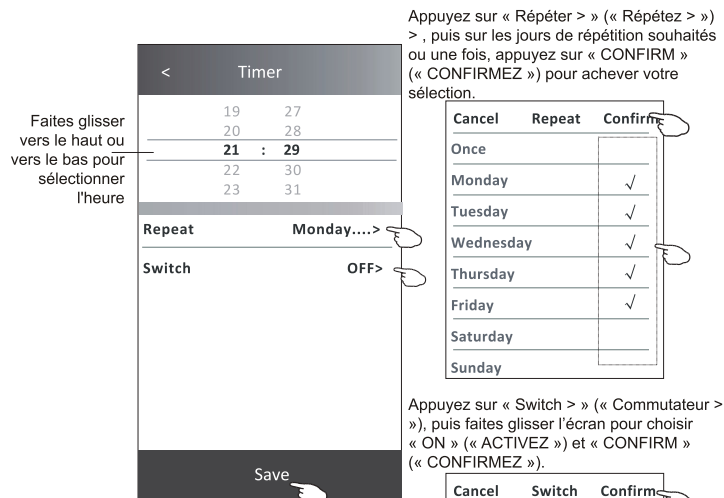 Appuyez sur « Répéter > » (« Répétez > »)
> , puis sur les jours de répétition souhaités
ou une fois, appuyez sur « CONFIRM »
(« CONFIRMEZ ») pour achever votre
sélection.
< Timer
19 27
20 28
21 : 29
22 30
23 31
Faites glisser
vers le haut ou
vers le bas pour
sélectionner
l'heure
Repeat Monday....>
Switch OFF>
Save
Cancel Repeat Confirm
Once
Monday √
Tuesday √
Wednesday √
Thursday √
Friday √
Saturday
Sunday
Appuyez sur « Switch > » (« Commutateur >
»), puis faites glisser l’écran pour choisir
« ON » (« ACTIVEZ ») et « CONFIRM »
(« CONFIRMEZ »).
Cancel Switch Confirm